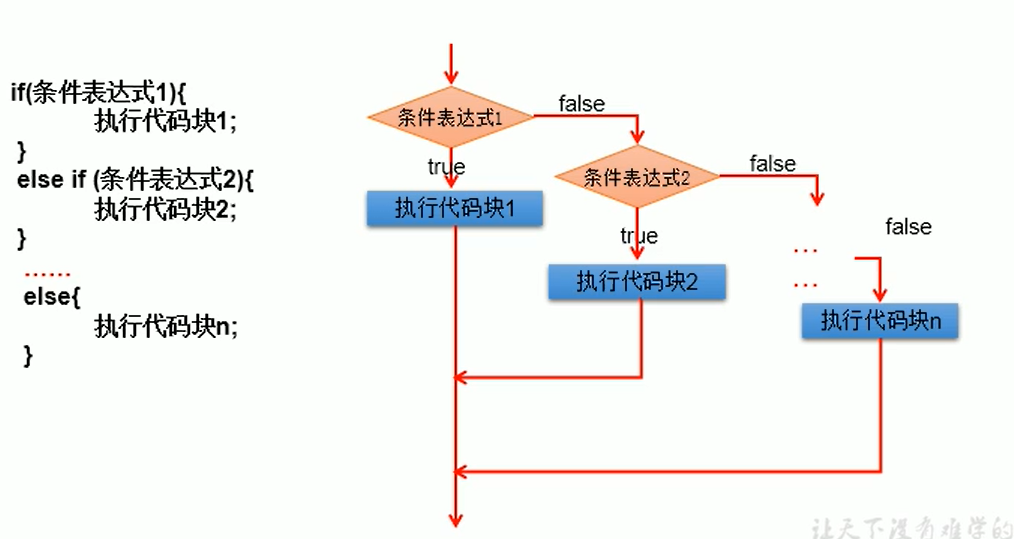 if(条件表达式1){
执行代码块1;
}
else if (条件表达式2){
执行代码块2;
}
……
else{
执行代码块n;
}
条件表达式1
false
true
执行代码块1
条件表达式2
false
true
执行代码块2
…
…
false
执行代码块n
让天下没有难学的